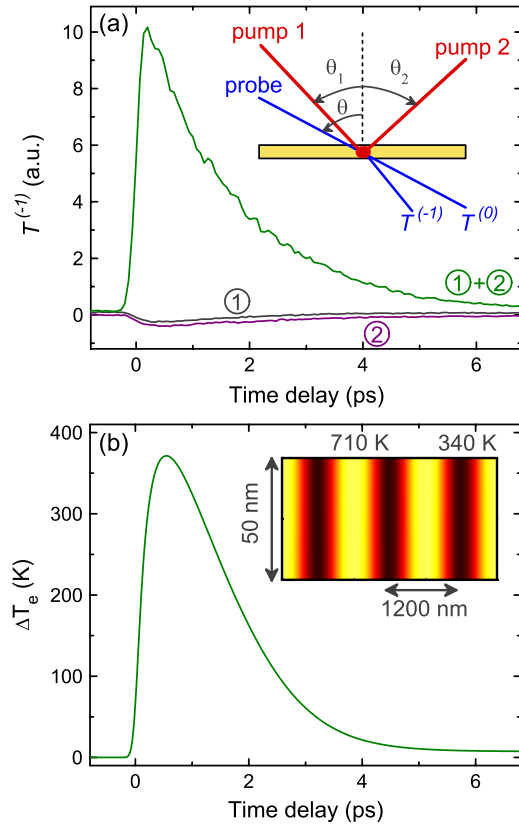 (a)
pump 1
pump 2
θ1
θ2
probe
θ
T(-1)
T(0)
10
8
6
4
2
0
T(-1) (a.u.)
1
2
1+2
0
2
4
6
Time delay (ps)
(b)
400
300
200
100
0
ΔTe (K)
710 K
340 K
50 nm
1200 nm
0
2
4
6
Time delay (ps)